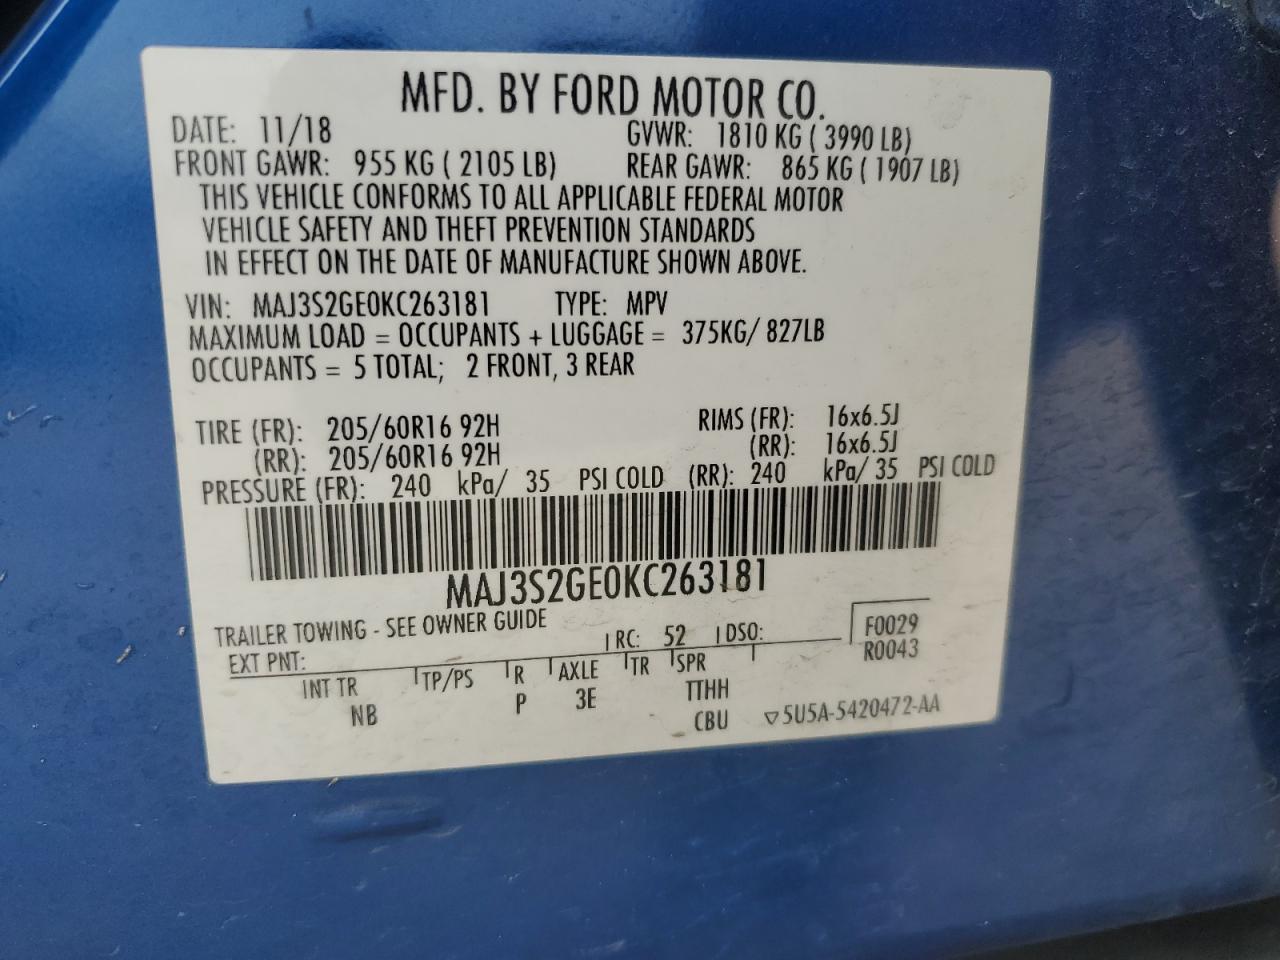 MFD. BY FORD MOTOR CO.
DATE: 11/18 GVWR: 1810 KG ( 3990 LB)
FRONT GAWR: 955 KG ( 2105 LB) REAR GAWR: 865 KG ( 1907 LB)
THIS VEHICLE CONFORMS TO ALL APPLICABLE FEDERAL MOTOR
VEHICLE SAFETY AND THEFT PREVENTION STANDARDS
IN EFFECT ON THE DATE OF MANUFACTURE SHOWN ABOVE.
VIN: MAJ3S2GE0KC263181 TYPE: MPV
MAXIMUM LOAD = OCCUPANTS + LUGGAGE = 375KG/ 827LB
OCCUPANTS = 5 TOTAL; 2 FRONT, 3 REAR
TIRE (FR): 205/60R16 92H RIMS (FR): 16x6.5J
(RR): 205/60R16 92H (RR): 16x6.5J
PRESSURE (FR): 240 kPa/ 35 PSI COLD (RR): 240 kPa/ 35 PSI COLD
MAJ3S2GE0KC263181
TRAILER TOWING - SEE OWNER GUIDE
EXT PNT: RC: 52 DSO: F0029
R0043
INT TR TP/PS R AXLE TR SPR
NB P 3E TTHH
CBU ▽5U5A-5420472-AA